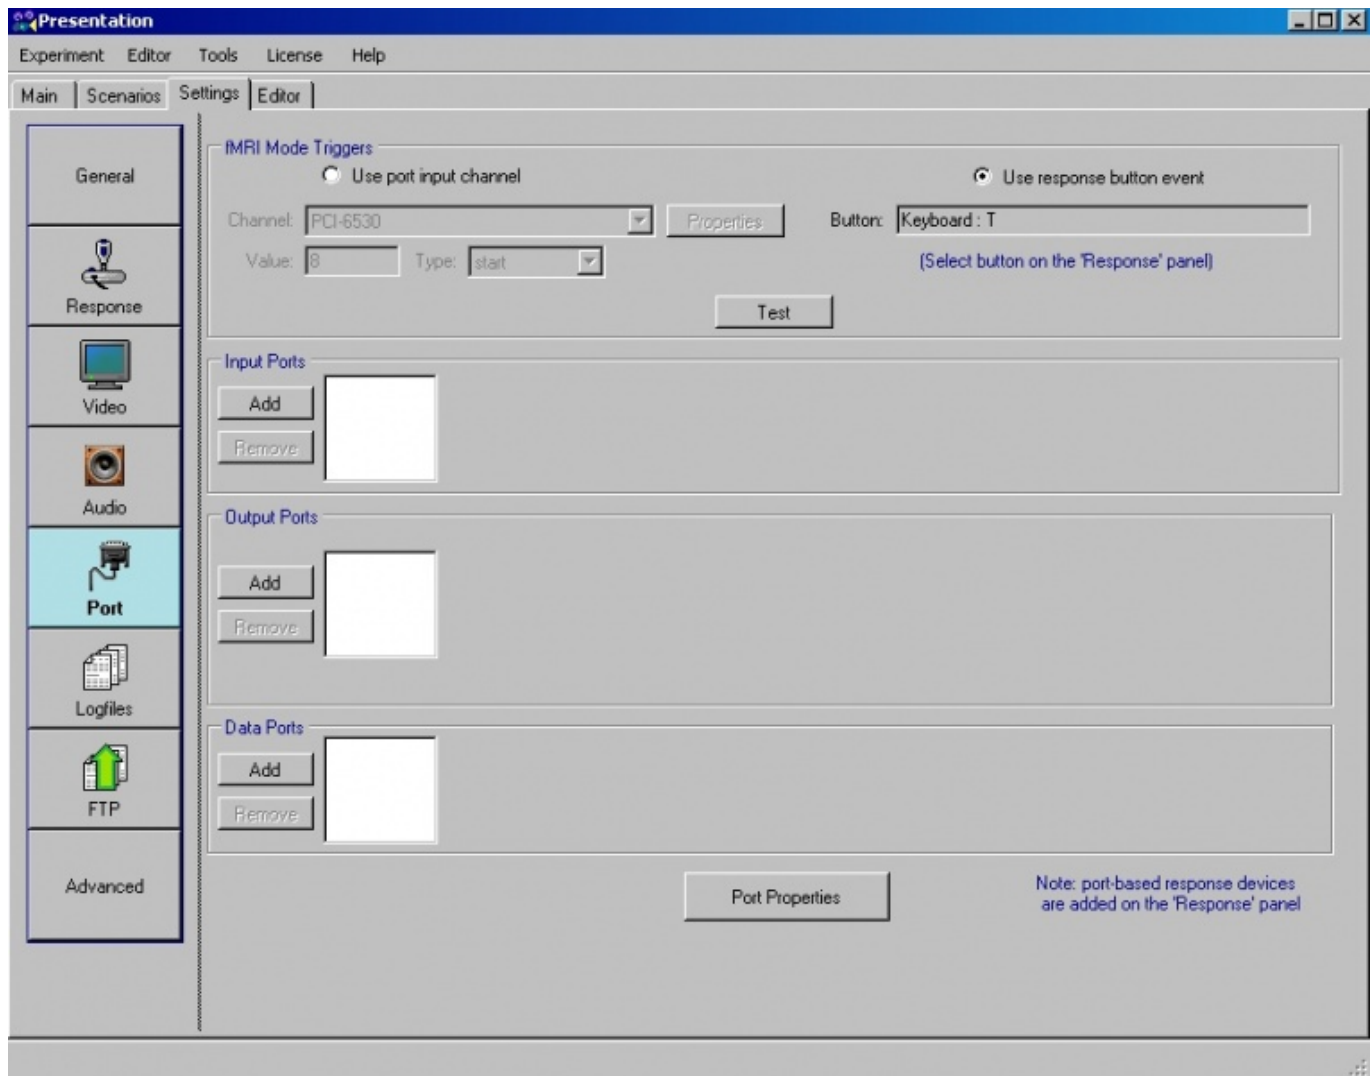 Presentation
Experiment Editor Tools License Help
Main Scenarios Settings Editor
General
Response
Video
Audio
Port
Logfiles
FTP
Advanced
fMRI Mode Triggers
Use port input channel
Use response button event
Channel: PCI-6530 Properties
Button: Keyboard : T
Value: 8 Type: start
(Select button on the 'Response' panel)
Test
Input Ports
Add
Remove
Output Ports
Add
Remove
Data Ports
Add
Remove
Port Properties
Note: port-based response devices
are added on the 'Response' panel